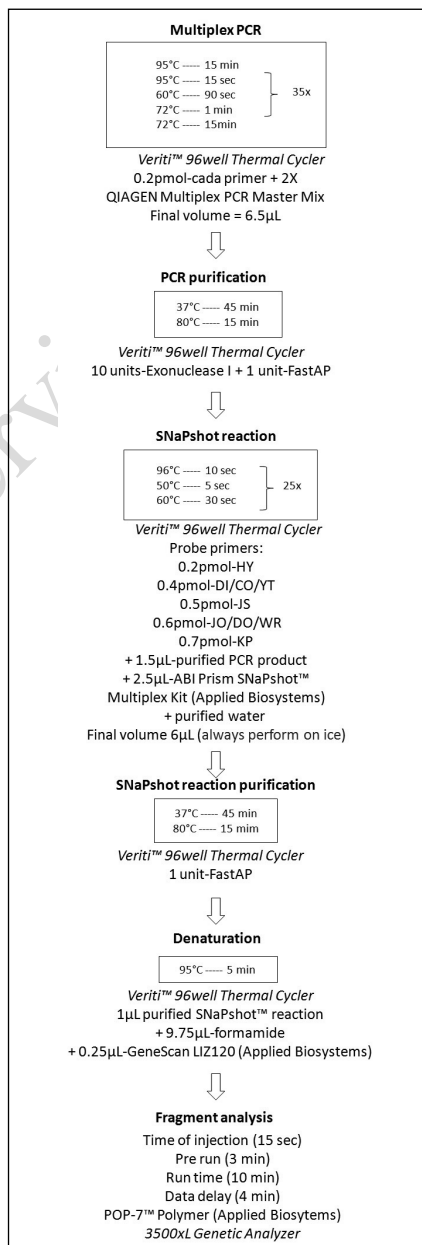 Multiplex PCR
95°C ----- 15 min
95°C ----- 15 sec
60°C ----- 90 sec
72°C ----- 1 min
72°C ----- 15min
35x
Veriti™ 96well Thermal Cycler
0.2pmol-cada primer + 2X
QIAGEN Multiplex PCR Master Mix
Final volume = 6.5µL
PCR purification
37°C ----- 45 min
80°C ----- 15 min
Veriti™ 96well Thermal Cycler
10 units-Exonuclease I + 1 unit-FastAP
SNaPshot reaction
96°C ----- 10 sec
50°C ----- 5 sec
60°C ----- 30 sec
25x
Veriti™ 96well Thermal Cycler
Probe primers:
0.2pmol-HY
0.4pmol-DI/CO/YT
0.5pmol-JS
0.6pmol-JO/DO/WR
0.7pmol-KP
+ 1.5µL-purified PCR product
+ 2.5µL-ABI Prism SNaPshot™
Multiplex Kit (Applied Biosystems)
+ purified water
Final volume 6µL (always perform on ice)
SNaPshot reaction purification
37°C ----- 45 min
80°C ----- 15 mim
Veriti™ 96well Thermal Cycler
1 unit-FastAP
Denaturation
95°C ----- 5 min
Veriti™ 96well Thermal Cycler
1µL purified SNaPshot™ reaction
+ 9.75µL-formamide
+ 0.25µL-GeneScan LIZ120 (Applied Biosystems)
Fragment analysis
Time of injection (15 sec)
Pre run (3 min)
Run time (10 min)
Data delay (4 min)
POP-7™ Polymer (Applied Biosytems)
3500xL Genetic Analyzer